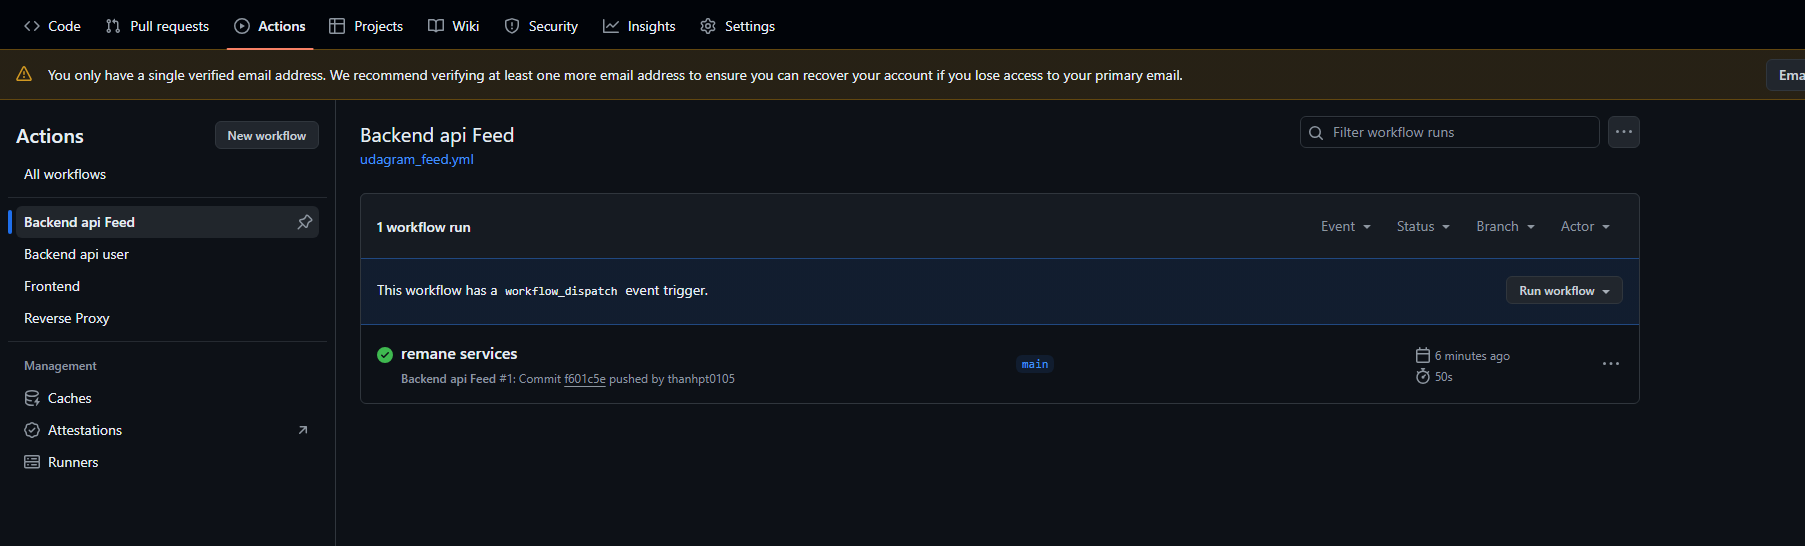 Code Pull requests Actions Projects Wiki Security Insights Settings
You only have a single verified email address. We recommend verifying at least one more email address to ensure you can recover your account if you lose access to your primary email.
Ema
Actions
New workflow
All workflows
Backend api Feed
Backend api user
Frontend
Reverse Proxy
Management
Caches
Attestations
Runners
Backend api Feed
udagram_feed.yml
Filter workflow runs
1 workflow run
Event Status Branch Actor
This workflow has a workflow_dispatch event trigger.
Run workflow
remane services
Backend api Feed #1: Commit f601c5e pushed by thanhpt0105
main
6 minutes ago
50s